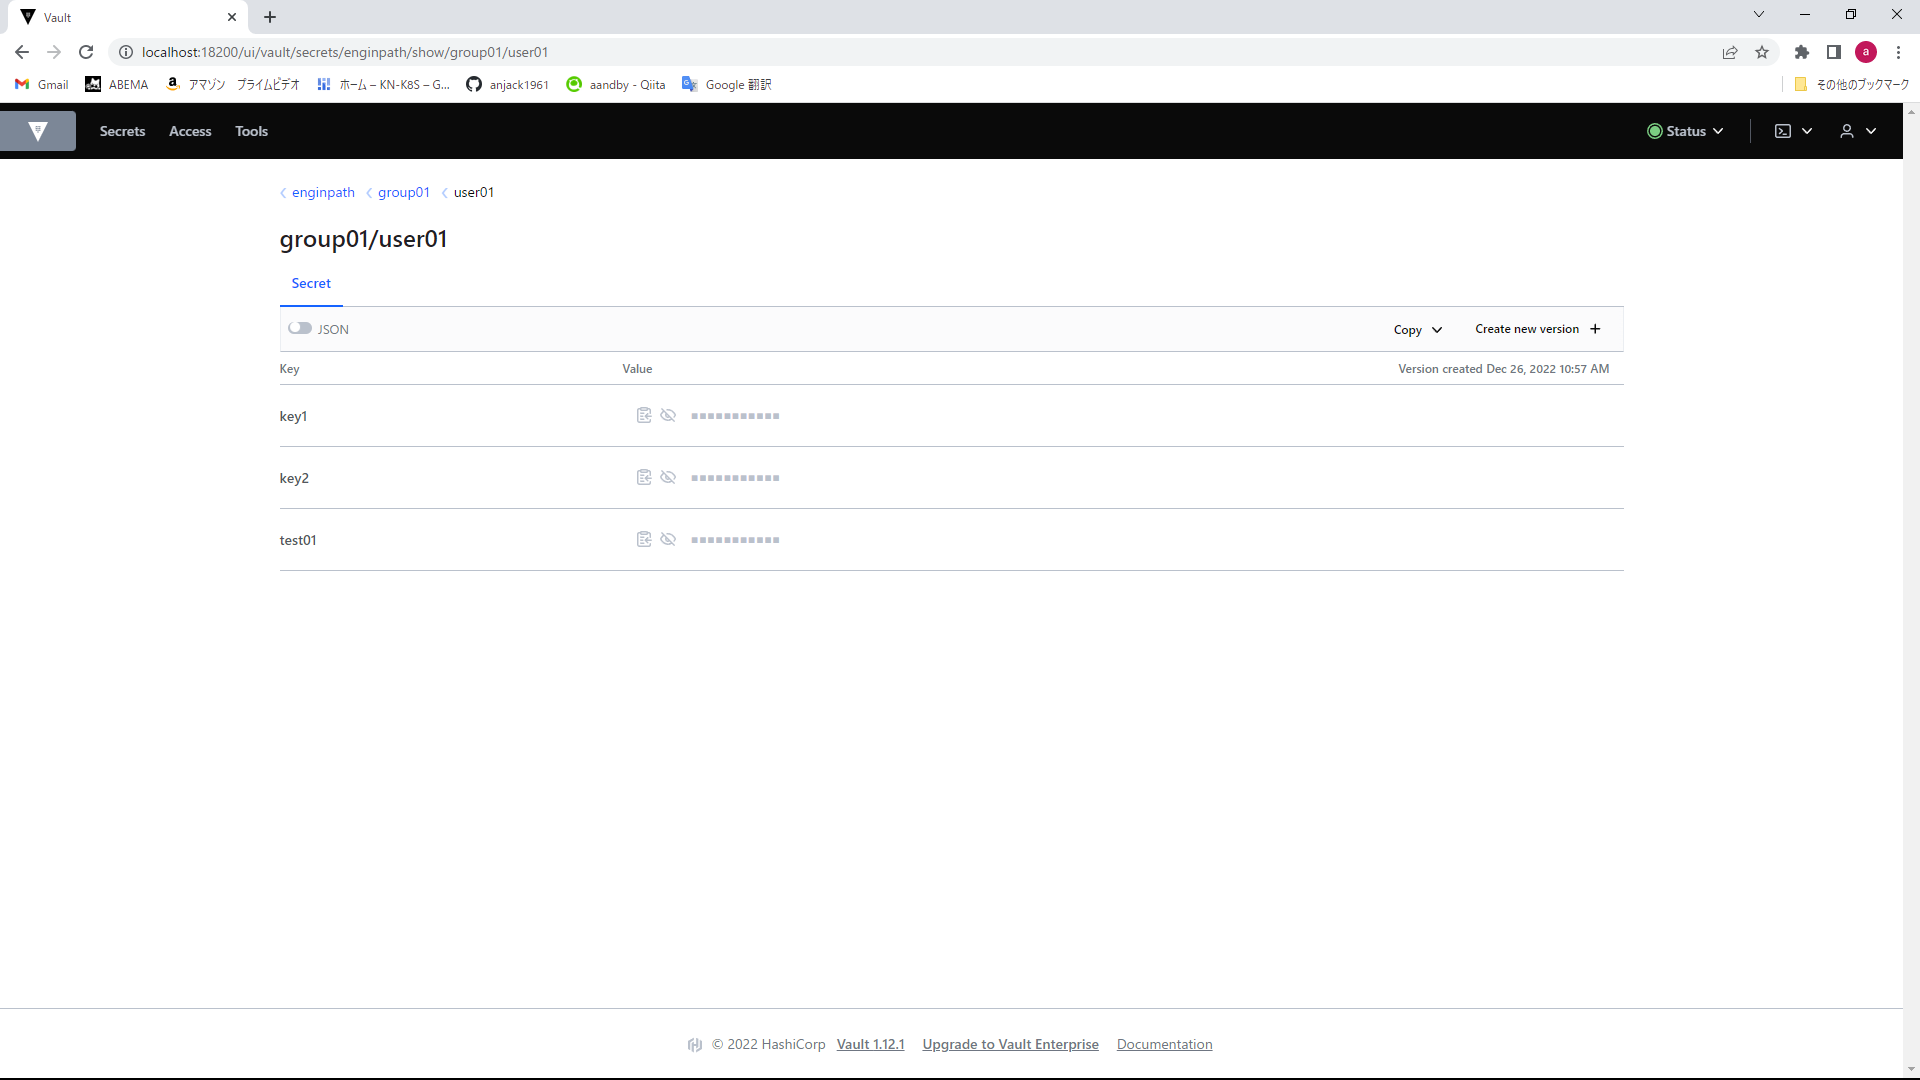 Vault
localhost:18200/ui/vault/secrets/enginpath/show/group01/user01
a
Gmail ABEMA アマゾン プライムビデオ ホーム – KN-K8S – G... anjack1961 aandby - Qiita Google 翻訳 その他のブックマーク
Secrets Access Tools Status
enginpath group01 user01
group01/user01
Secret
JSON Copy Create new version +
Key Value Version created Dec 26, 2022 10:57 AM
key1
key2
test01
© 2022 HashiCorp Vault 1.12.1 Upgrade to Vault Enterprise Documentation